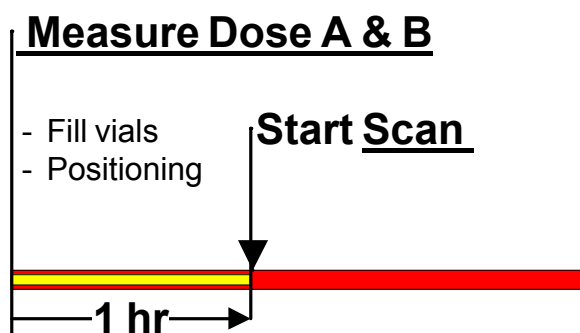 Measure Dose A & B
- Fill vials
- Positioning
Start Scan
1 hr